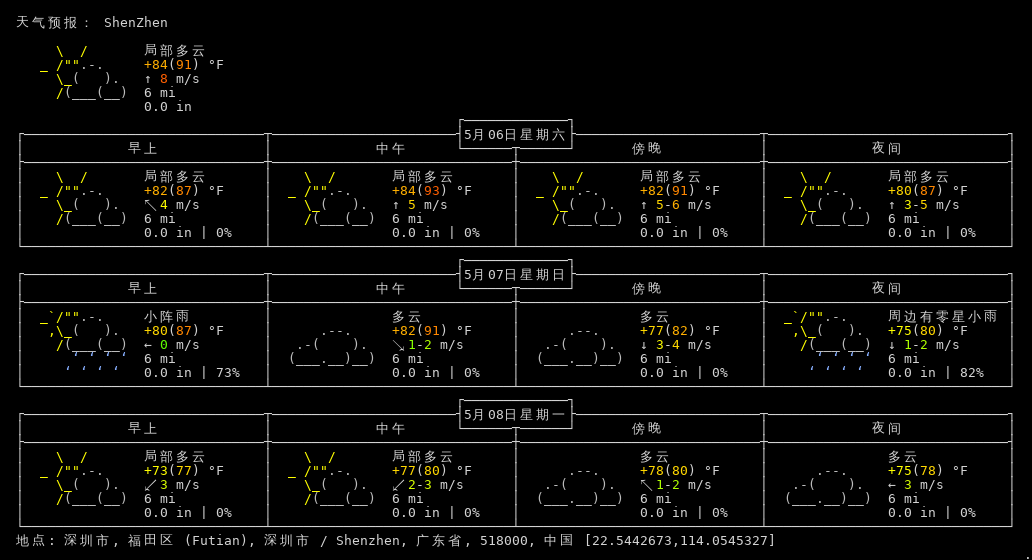 天气预报： ShenZhen
局部多云
+84(91) °F
↑ 8 m/s
6 mi
0.0 in
5月06日星期六
早上 中午 傍晚 夜间
局部多云 局部多云 局部多云 局部多云
+82(87) °F +84(93) °F +82(91) °F +80(87) °F
↖ 4 m/s ↑ 5 m/s ↑ 5-6 m/s ↑ 3-5 m/s
6 mi 6 mi 6 mi 6 mi
0.0 in | 0% 0.0 in | 0% 0.0 in | 0% 0.0 in | 0%
5月07日星期日
早上 中午 傍晚 夜间
小阵雨 多云 多云 周边有零星小雨
+80(87) °F +82(91) °F +77(82) °F +75(80) °F
← 0 m/s ↘ 1-2 m/s ↓ 3-4 m/s ↓ 1-2 m/s
6 mi 6 mi 6 mi 6 mi
0.0 in | 73% 0.0 in | 0% 0.0 in | 0% 0.0 in | 82%
5月08日星期一
早上 中午 傍晚 夜间
局部多云 局部多云 多云 多云
+73(77) °F +77(80) °F +78(80) °F +75(78) °F
↙ 3 m/s ↙ 2-3 m/s ↖ 1-2 m/s ← 3 m/s
6 mi 6 mi 6 mi 6 mi
0.0 in | 0% 0.0 in | 0% 0.0 in | 0% 0.0 in | 0%
地点: 深圳市, 福田区 (Futian), 深圳市 / Shenzhen, 广东省, 518000, 中国 [22.5442673,114.0545327]